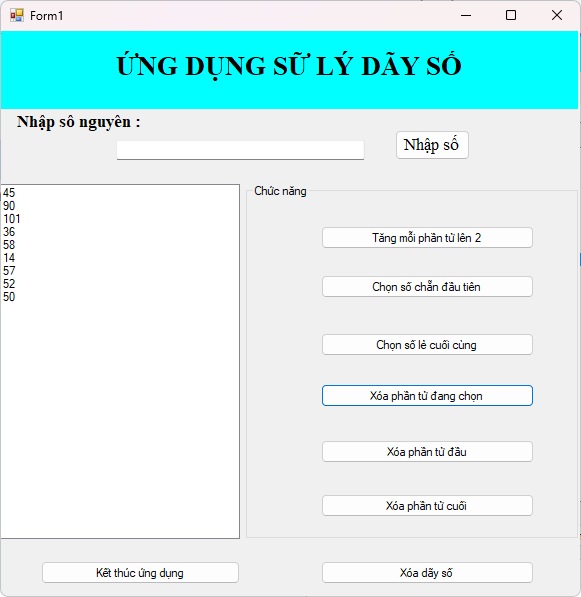 Form1
ỨNG DỤNG SỮ LÝ DÃY SỐ
Nhập sô nguyên :
Nhập số
45
90
101
36
58
14
57
52
50
Chức năng
Tăng mỗi phần tử lên 2
Chọn số chẵn đầu tiên
Chọn số lẻ cuối cùng
Xóa phần tử đang chọn
Xóa phần tử đầu
Xóa phần tử cuối
Kết thúc ứng dụng
Xóa dãy số